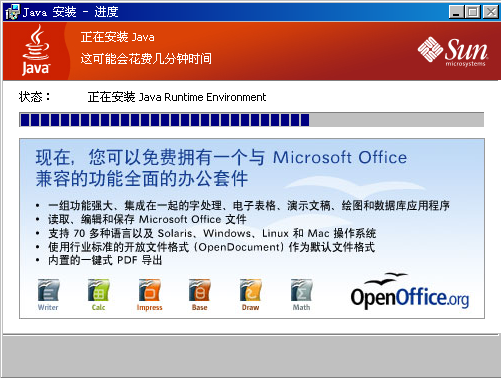 Java 安装 - 进度
正在安装 Java
这可能会花费几分钟时间
Java
Sun
microsystems
状态： 正在安装 Java Runtime Environment
现在，您可以免费拥有一个与 Microsoft Office
兼容的功能全面的办公套件
• 一组功能强大、集成在一起的字处理、电子表格、演示文稿、绘图和数据库应用程序
• 读取、编辑和保存 Microsoft Office 文件
• 支持 70 多种语言以及 Solaris、Windows、Linux 和 Mac 操作系统
• 使用行业标准的开放文件格式 (OpenDocument) 作为默认文件格式
• 内置的一键式 PDF 导出
Writer Calc Impress Base Draw Math
OpenOffice.org